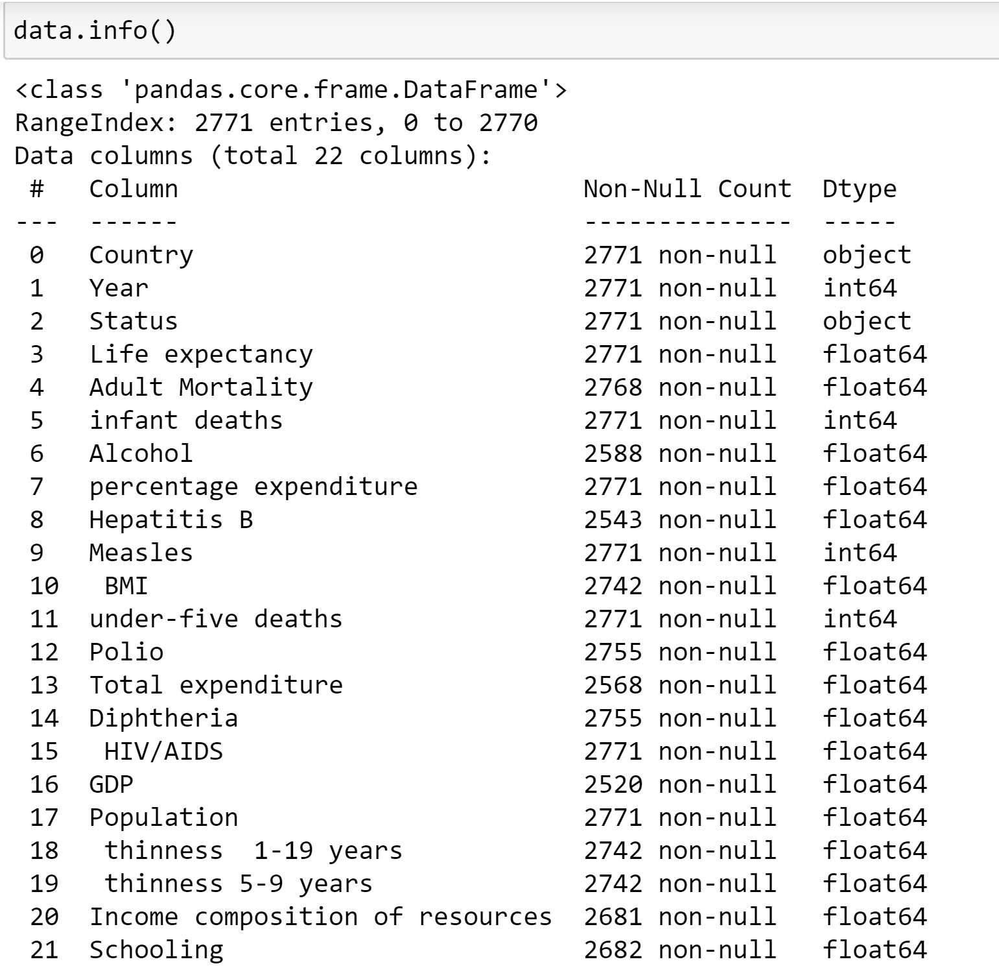 data.info()
<class 'pandas.core.frame.DataFrame'>
RangeIndex: 2771 entries, 0 to 2770
Data columns (total 22 columns):
 #   Column                           Non-Null Count  Dtype
---  ------                           --------------  -----
 0   Country                          2771 non-null   object
 1   Year                             2771 non-null   int64
 2   Status                           2771 non-null   object
 3   Life expectancy                  2771 non-null   float64
 4   Adult Mortality                  2768 non-null   float64
 5   infant deaths                    2771 non-null   int64
 6   Alcohol                          2588 non-null   float64
 7   percentage expenditure           2771 non-null   float64
 8   Hepatitis B                      2543 non-null   float64
 9   Measles                          2771 non-null   int64
 10   BMI                             2742 non-null   float64
 11  under-five deaths                2771 non-null   int64
 12  Polio                            2755 non-null   float64
 13  Total expenditure                2568 non-null   float64
 14  Diphtheria                       2755 non-null   float64
 15   HIV/AIDS                        2771 non-null   float64
 16  GDP                              2520 non-null   float64
 17  Population                       2771 non-null   float64
 18   thinness  1-19 years            2742 non-null   float64
 19   thinness 5-9 years              2742 non-null   float64
 20  Income composition of resources  2681 non-null   float64
 21  Schooling                        2682 non-null   float64